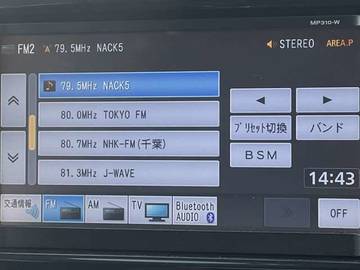 MP310-W
FM2 A 79.5MHz NACK5 STEREO AREA.P
79.5MHz NACK5
80.0MHz TOKYO FM
80.7MHz NHK-FM(千葉)
81.3MHz J-WAVE
プリセット切換 バンド
BSM
14:43
交通情報 FM AM TV Bluetooth AUDIO OFF